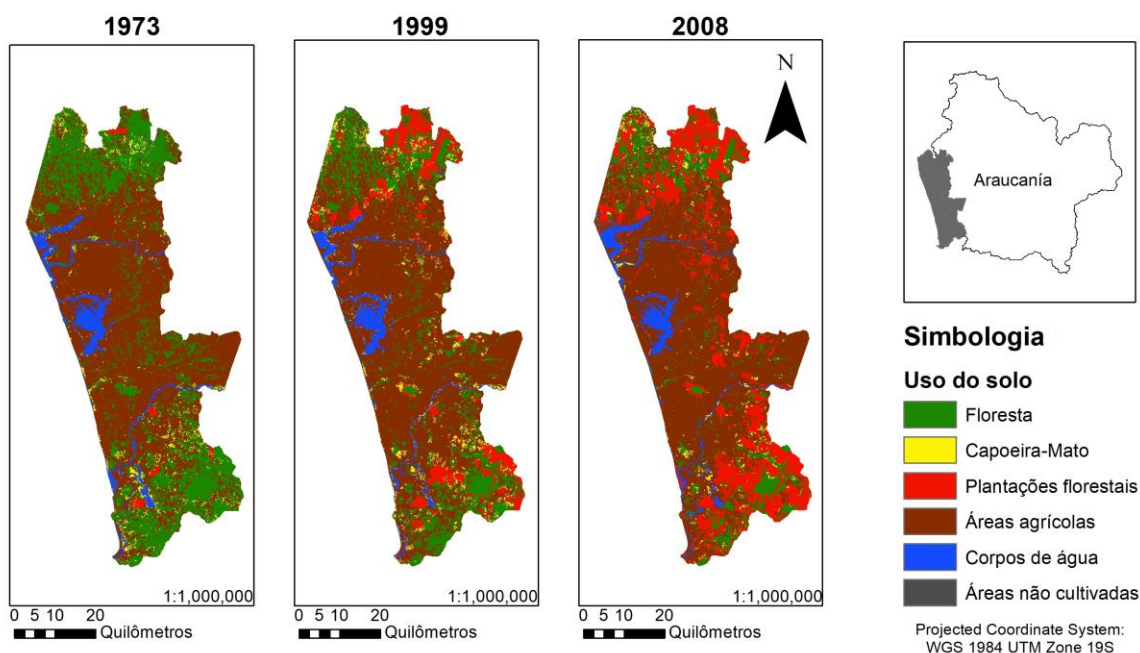 1973
1999
2008
N
Araucanía
1:1,000,000
1:1,000,000
1:1,000,000
0 5 10 20
Quilômetros
0 5 10 20
Quilômetros
0 5 10 20
Quilômetros
Simbologia
Uso do solo
Floresta
Capoeira-Mato
Plantações florestais
Áreas agrícolas
Corpos de água
Áreas não cultivadas
Projected Coordinate System:
WGS 1984 UTM Zone 19S